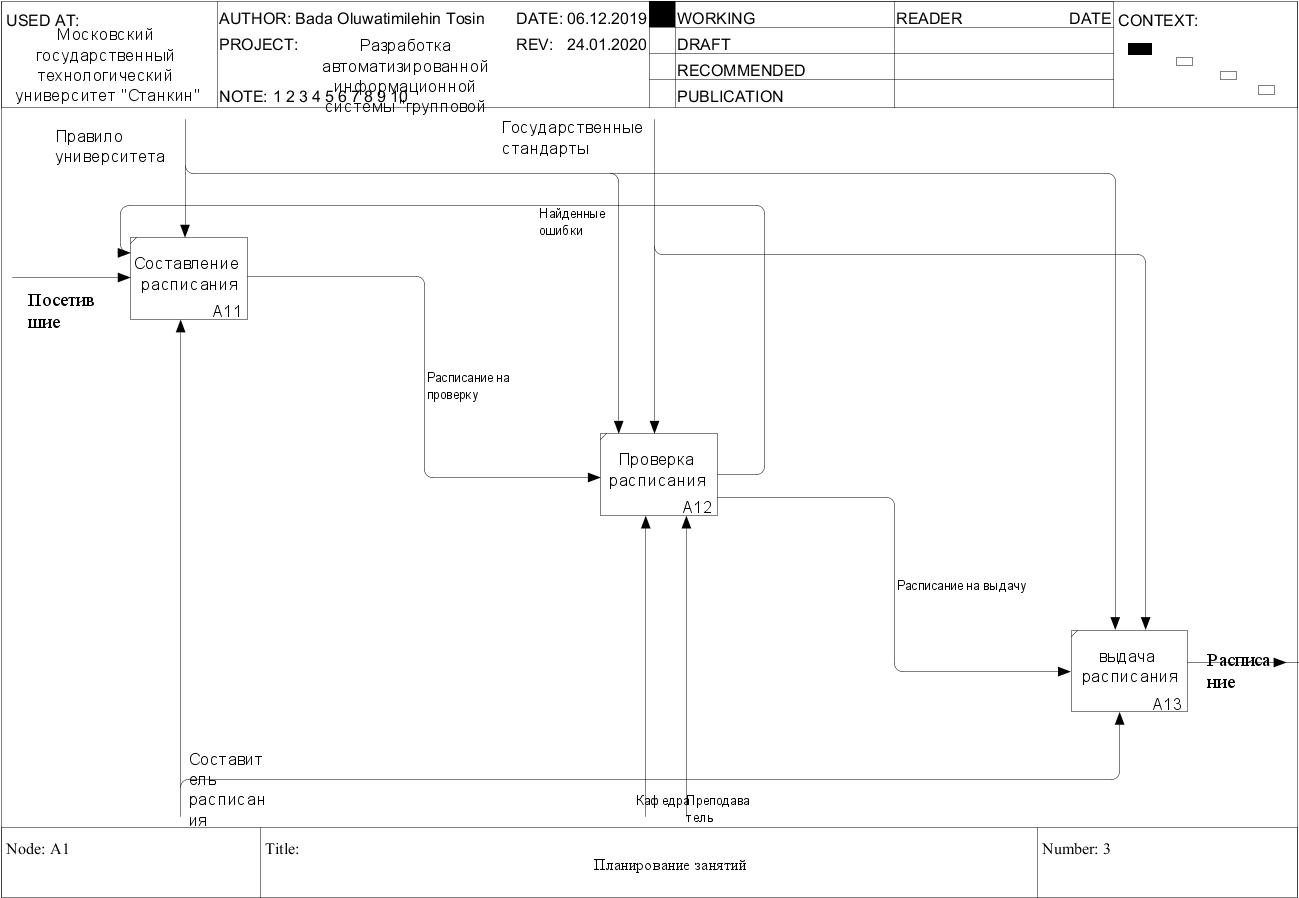 USED AT:
Московский
государственный
технологический
университет "Станкин"
AUTHOR: Bada Oluwatimilehin Tosin
DATE: 06.12.2019
PROJECT:
Разработка
автоматизированной
информационной
системы "групповой
REV: 24.01.2020
NOTE: 1 2 3 4 5 6 7 8 9 10
WORKING
DRAFT
RECOMMENDED
PUBLICATION
READER
DATE
CONTEXT:
Правило
университета
Государственные
стандарты
Найденные
ошибки
Составление
расписания
A11
Посетив
шие
Расписание на
проверку
Проверка
расписания
A12
Расписание на выдачу
выдача
расписания
A13
Расписа
ние
Составит
ель
расписан
ия
Кафедра
Преподава
тель
Node: A1
Title:
Планирование занятий
Number: 3